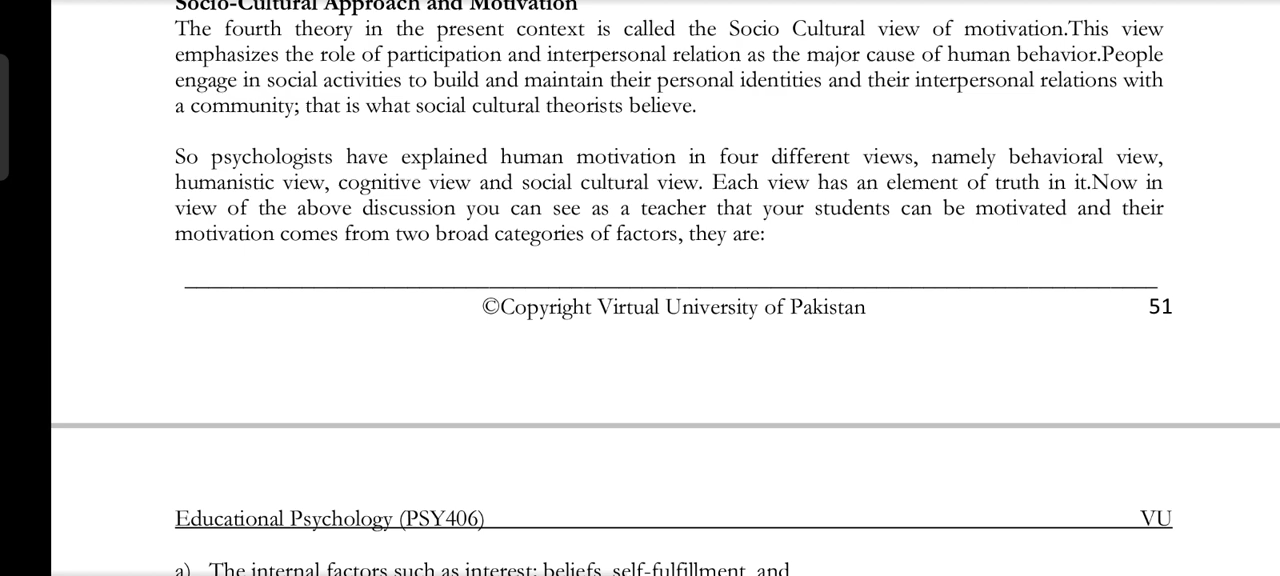 Socio-Cultural Approach and Motivation
The fourth theory in the present context is called the Socio Cultural view of motivation.This view
emphasizes the role of participation and interpersonal relation as the major cause of human behavior.People
engage in social activities to build and maintain their personal identities and their interpersonal relations with
a community; that is what social cultural theorists believe.
So psychologists have explained human motivation in four different views, namely behavioral view,
humanistic view, cognitive view and social cultural view. Each view has an element of truth in it.Now in
view of the above discussion you can see as a teacher that your students can be motivated and their
motivation comes from two broad categories of factors, they are:
©Copyright Virtual University of Pakistan 51
Educational Psychology (PSY406) VU
a) The internal factors such as interest; beliefs, self-fulfillment, and